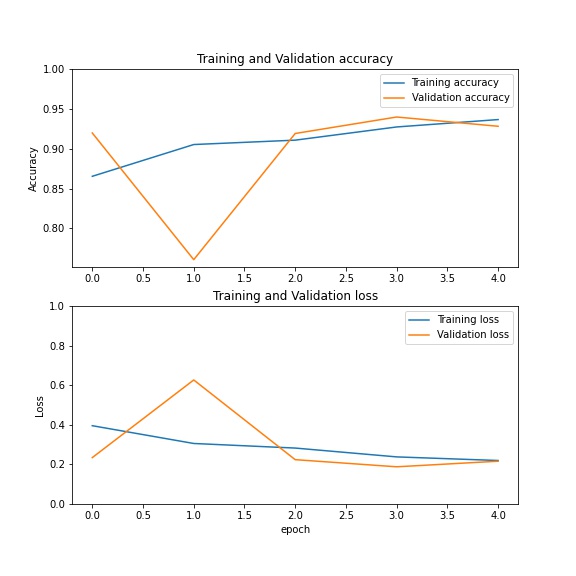 Training and Validation accuracy
1.00
0.95
0.90
0.85
0.80
Accuracy
Training accuracy
Validation accuracy
0.0 0.5 1.0 1.5 2.0 2.5 3.0 3.5 4.0
Training and Validation loss
1.0
0.8
0.6
0.4
0.2
0.0
Loss
Training loss
Validation loss
0.0 0.5 1.0 1.5 2.0 2.5 3.0 3.5 4.0
epoch